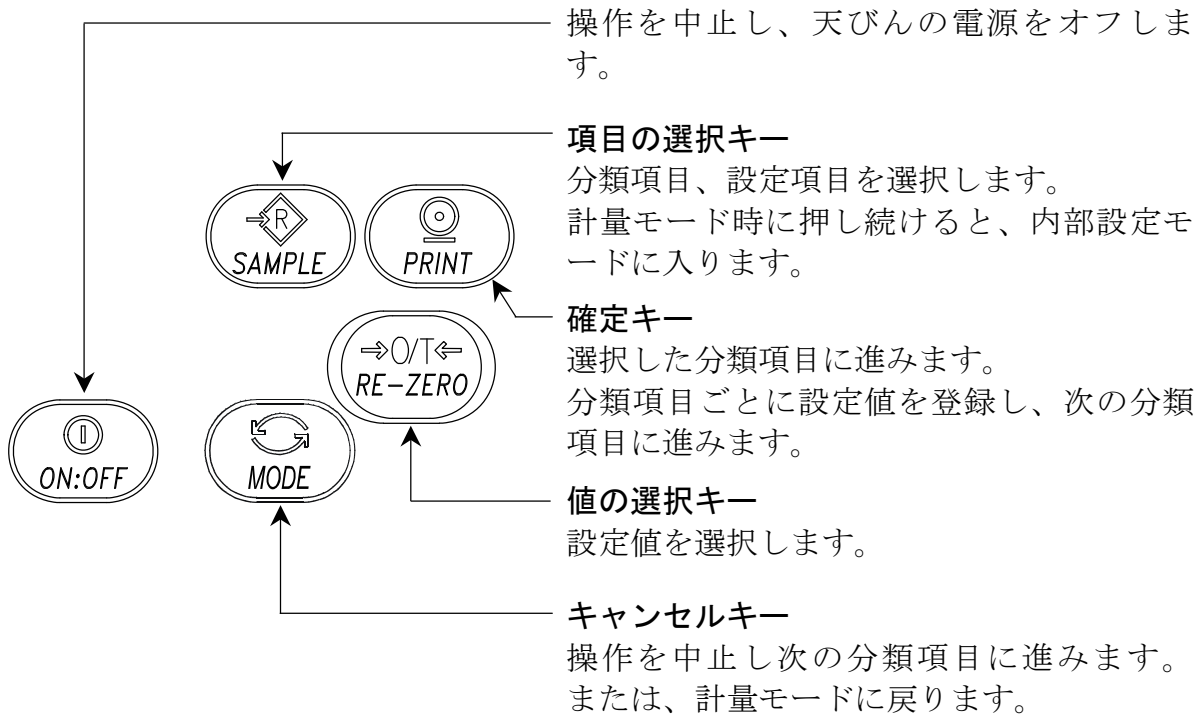 操作を中止し、天びんの電源をオフしま
す。
項目の選択キー
分類項目、設定項目を選択します。
計量モード時に押し続けると、内部設定モ
ードに入ります。
R
SAMPLE
PRINT
確定キー
選択した分類項目に進みます。
分類項目ごとに設定値を登録し、次の分類
項目に進みます。
→0/T←
RE-ZERO
ON:OFF
MODE
値の選択キー
設定値を選択します。
キャンセルキー
操作を中止し次の分類項目に進みます。
または、計量モードに戻ります。